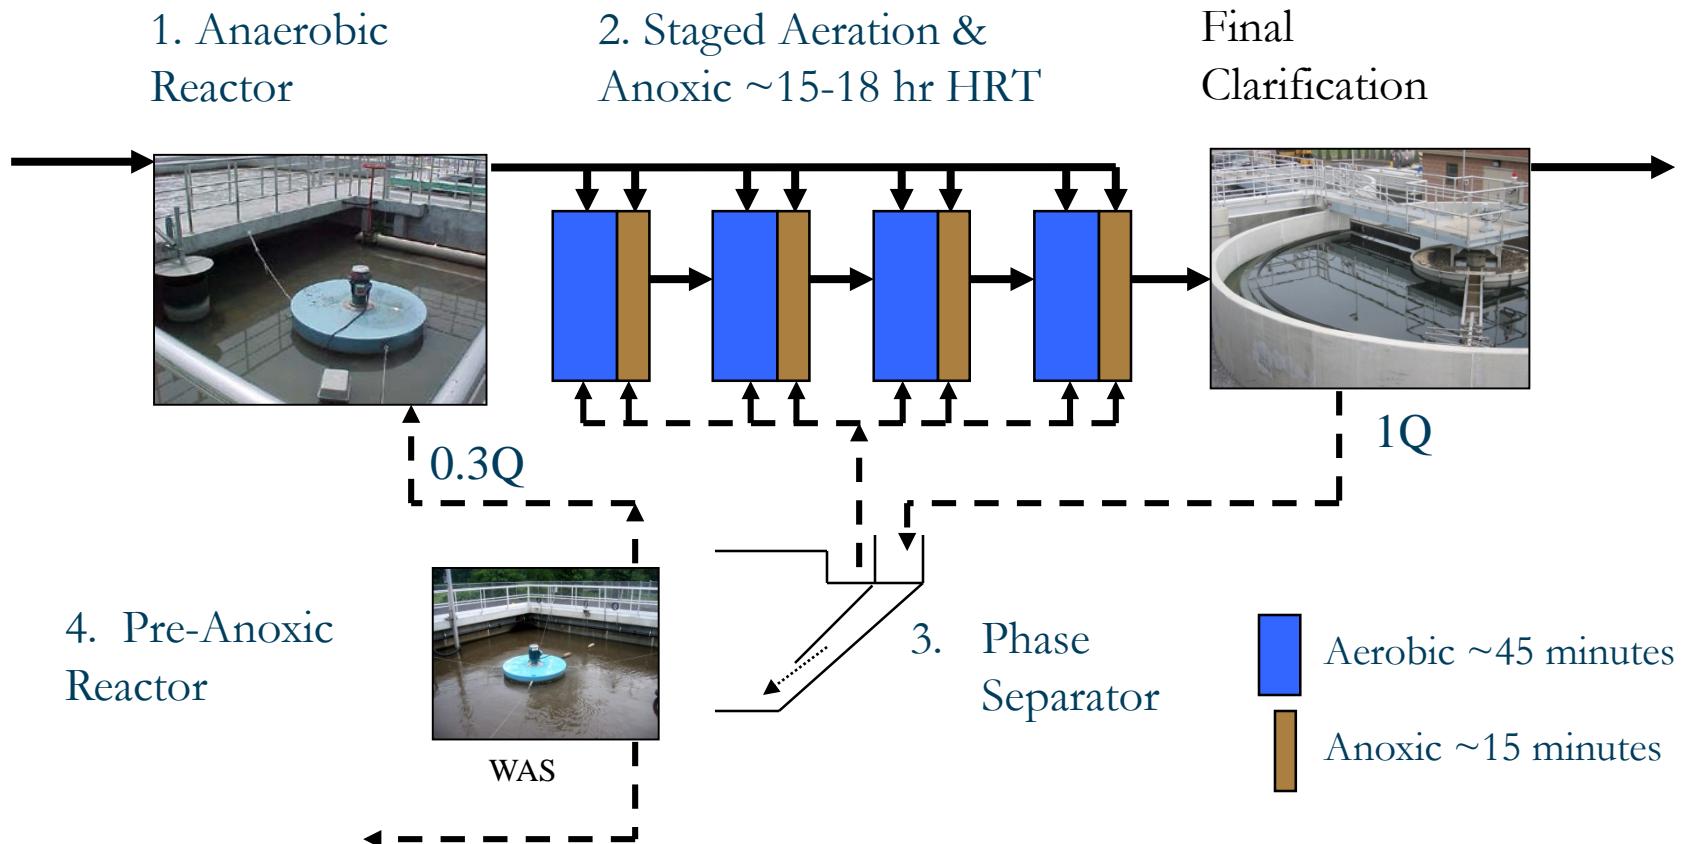 1. Anaerobic
Reactor
2. Staged Aeration &
Anoxic ~15-18 hr HRT
Final
Clarification
0.3Q
1Q
4. Pre-Anoxic
Reactor
WAS
3. Phase
Separator
Aerobic ~45 minutes
Anoxic ~15 minutes